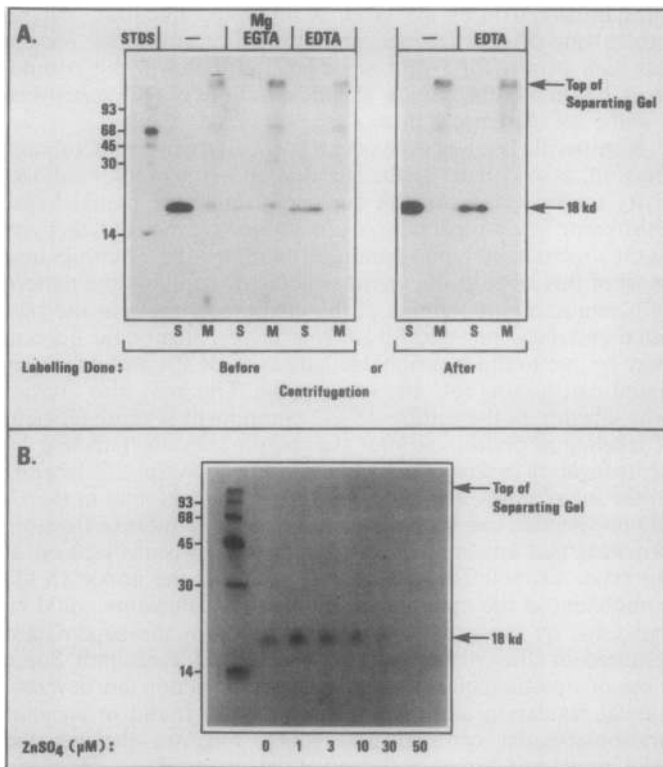 A.
Mg
STDS — EGTA EDTA — EDTA
Top of
Separating Gel
93
68
45
30
18 kd
14
S M S M S M S M S M
Labelling Done: Before or After
Centrifugation
B.
Top of
Separating Gel
93
68
45
30
18 kd
14
ZnSO4 (μM): 0 1 3 10 30 50